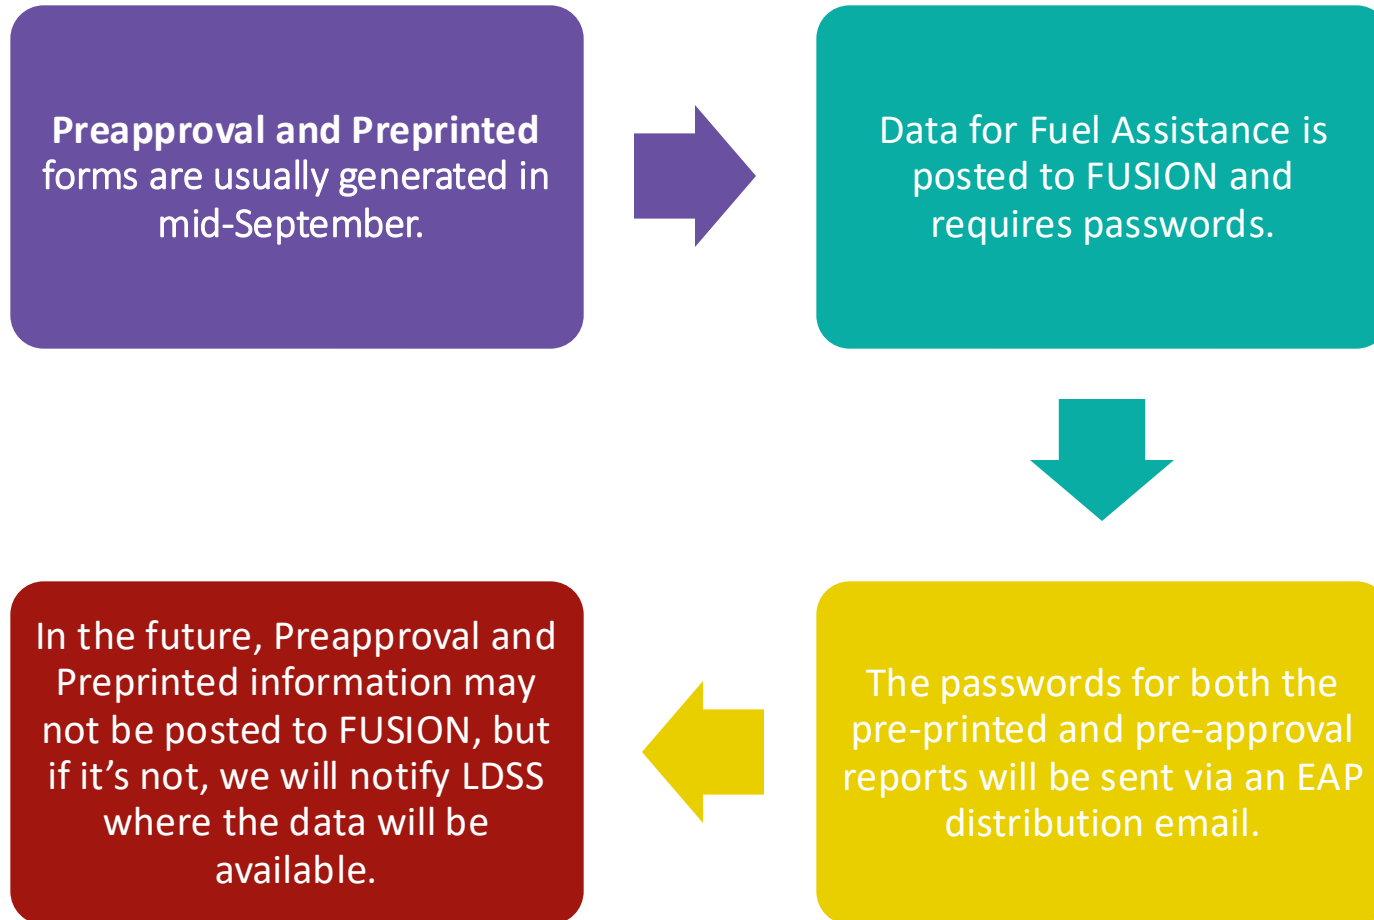 Preapproval and Preprinted
forms are usually generated in
mid-September.
Data for Fuel Assistance is
posted to FUSION and
requires passwords.
The passwords for both the
pre-printed and pre-approval
reports will be sent via an EAP
distribution email.
In the future, Preapproval and
Preprinted information may
not be posted to FUSION, but
if it’s not, we will notify LDSS
where the data will be
available.